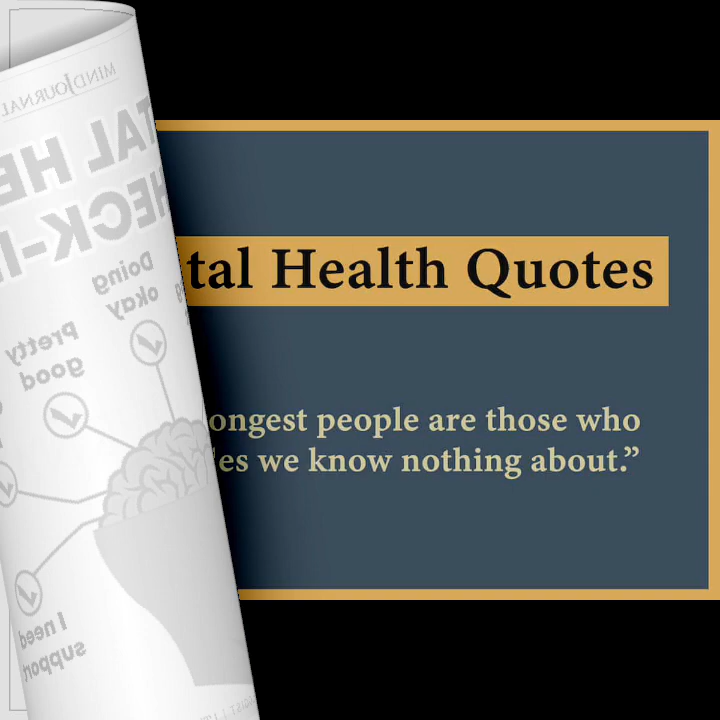 MINDJOURNAL
TAL HE
HECK-I
Doing
okay
Pretty
good
I need
support
tal Health Quotes
ongest people are those who
es we know nothing about.”